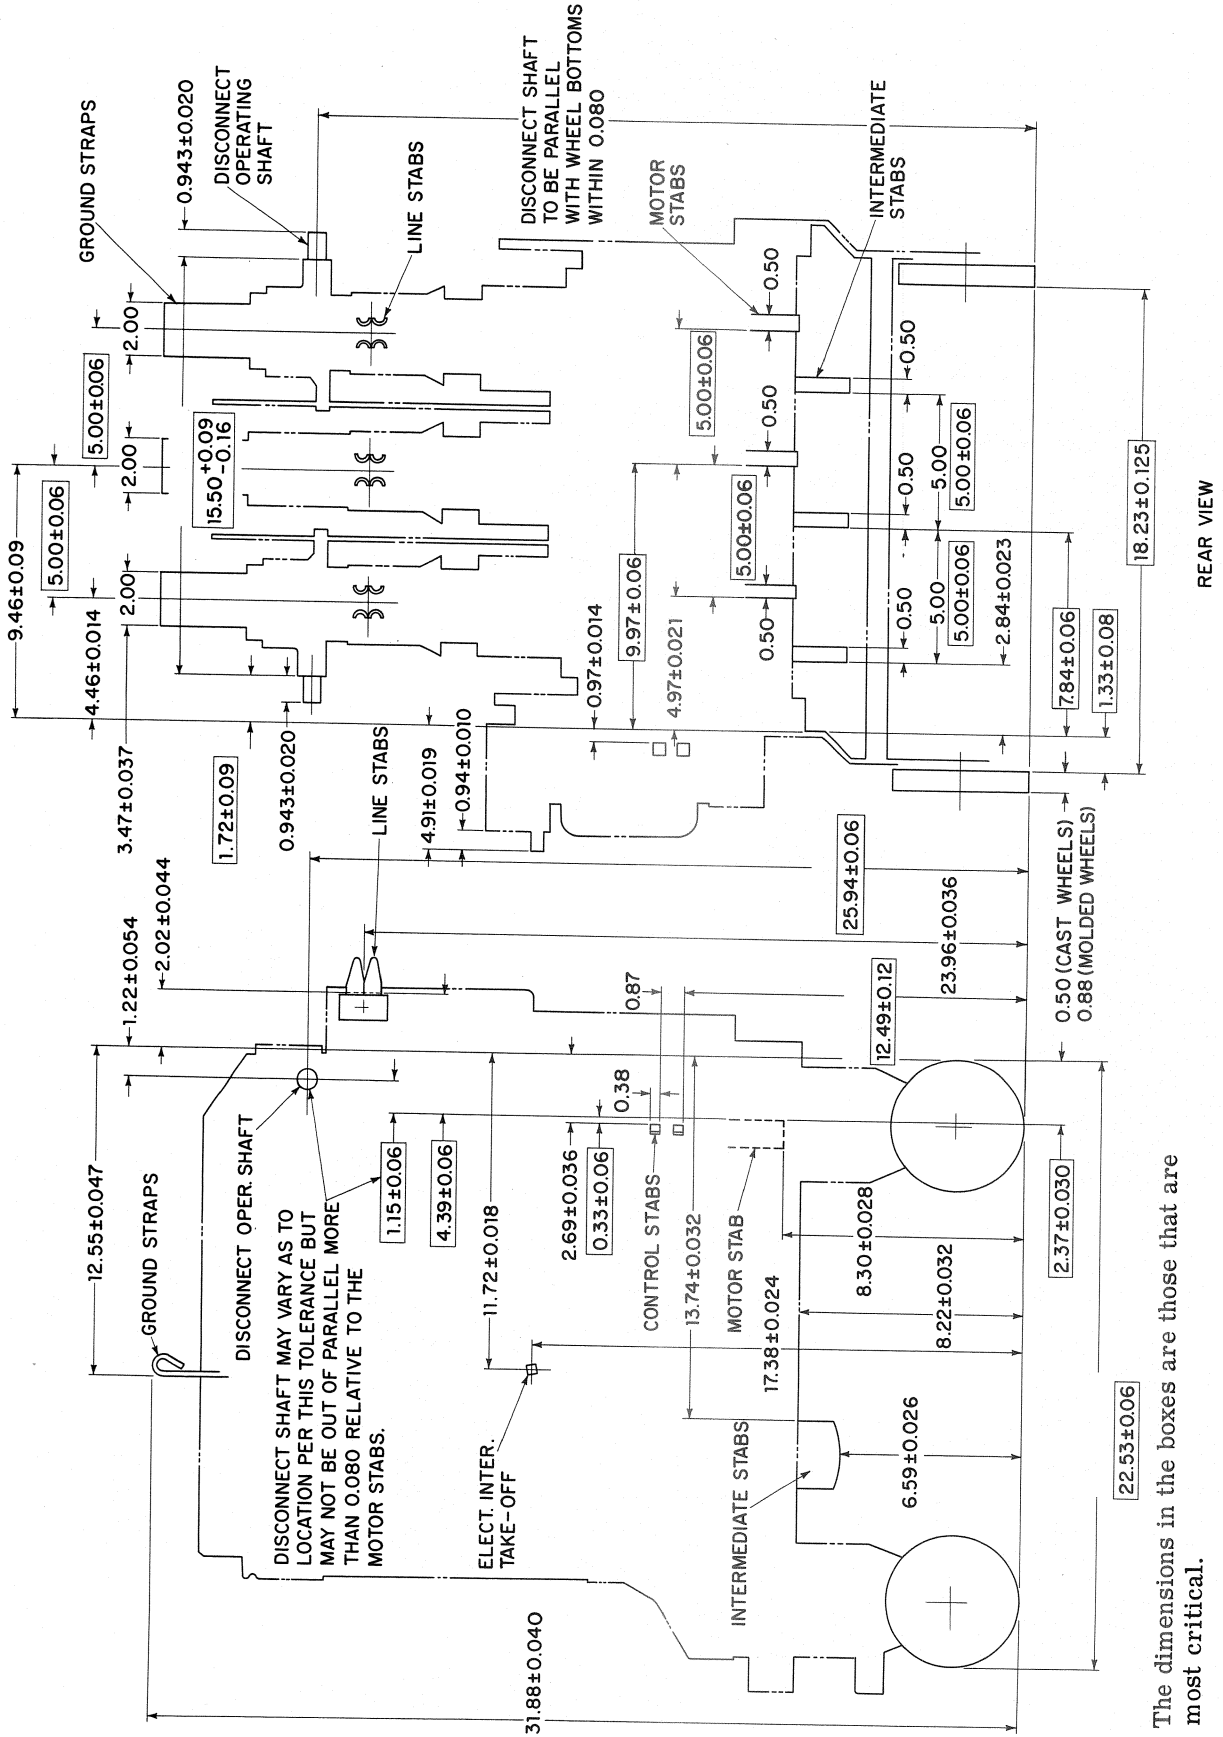 31.88±0.040
12.55±0.047
GROUND STRAPS
1.22±0.054
2.02±0.044
DISCONNECT OPER. SHAFT
DISCONNECT SHAFT MAY VARY AS TO
LOCATION PER THIS TOLERANCE BUT
MAY NOT BE OUT OF PARALLEL MORE
THAN 0.080 RELATIVE TO THE
MOTOR STABS.
1.15±0.06
4.39±0.06
LINE STABS
ELECT. INTER.
TAKE-OFF
11.72±0.018
2.69±0.036
0.33±0.06
0.38
0.87
CONTROL STABS
13.74±0.032
MOTOR STAB
INTERMEDIATE STABS
17.38±0.024
8.30±0.028
8.22±0.032
6.59±0.026
12.49±0.12
23.96±0.036
25.94±0.06
2.37±0.030
22.53±0.06
9.46±0.09
5.00±0.06
5.00±0.06
4.46±0.014
3.47±0.037
2.00
2.00
2.00
GROUND STRAPS
0.943±0.020
DISCONNECT
OPERATING
SHAFT
15.50+0.09
-0.16
1.72±0.09
0.943±0.020
LINE STABS
4.91±0.019
0.94±0.010
DISCONNECT SHAFT
TO BE PARALLEL
WITH WHEEL BOTTOMS
WITHIN 0.080
0.97±0.014
9.97±0.06
4.97±0.021
5.00±0.06
5.00±0.06
MOTOR
STABS
0.50
0.50
0.50
INTERMEDIATE
STABS
0.50
0.50
0.50
5.00
5.00
5.00±0.06
5.00±0.06
2.84±0.023
7.84±0.06
1.33±0.08
18.23±0.125
0.50 (CAST WHEELS)
0.88 (MOLDED WHEELS)
REAR VIEW
The dimensions in the boxes are those that are
most critical.